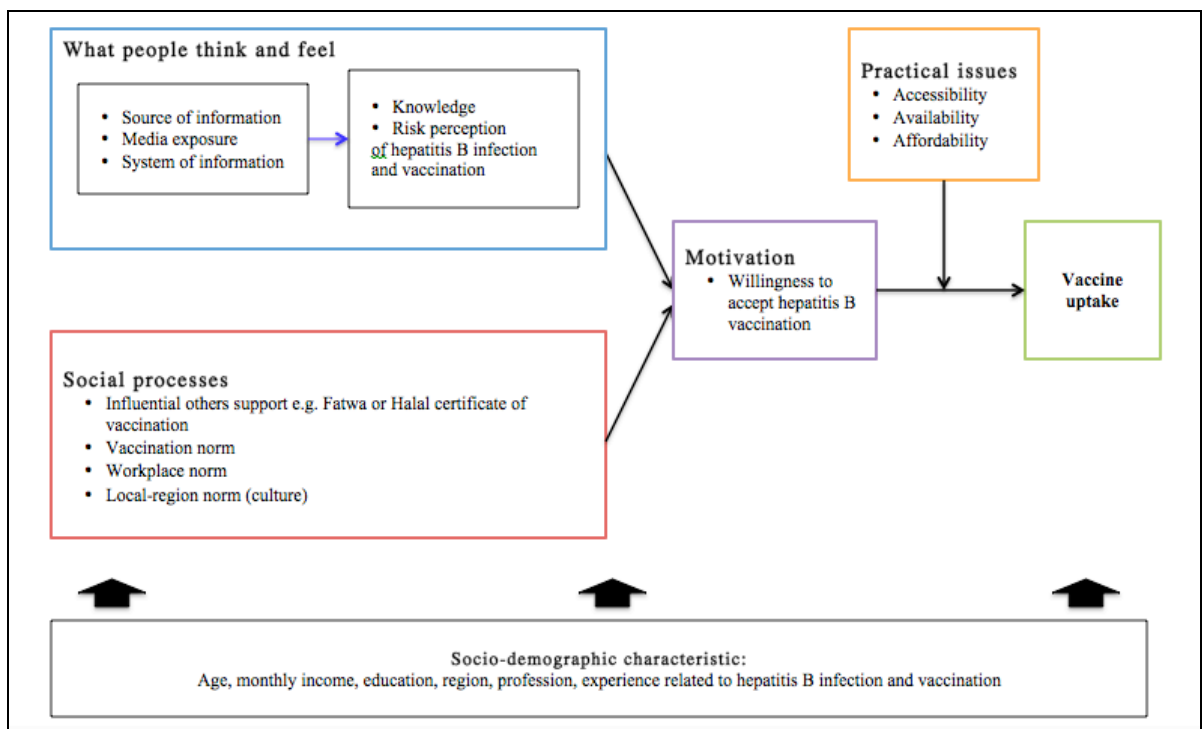 What people think and feel
• Source of information
• Media exposure
• System of information
• Knowledge
• Risk perception
of hepatitis B infection
and vaccination
Practical issues
• Accessibility
• Availability
• Affordability
Motivation
• Willingness to
accept hepatitis B
vaccination
Vaccine
uptake
Social processes
• Influential others support e.g. Fatwa or Halal certificate of
vaccination
• Vaccination norm
• Workplace norm
• Local-region norm (culture)
Socio-demographic characteristic:
Age, monthly income, education, region, profession, experience related to hepatitis B infection and vaccination